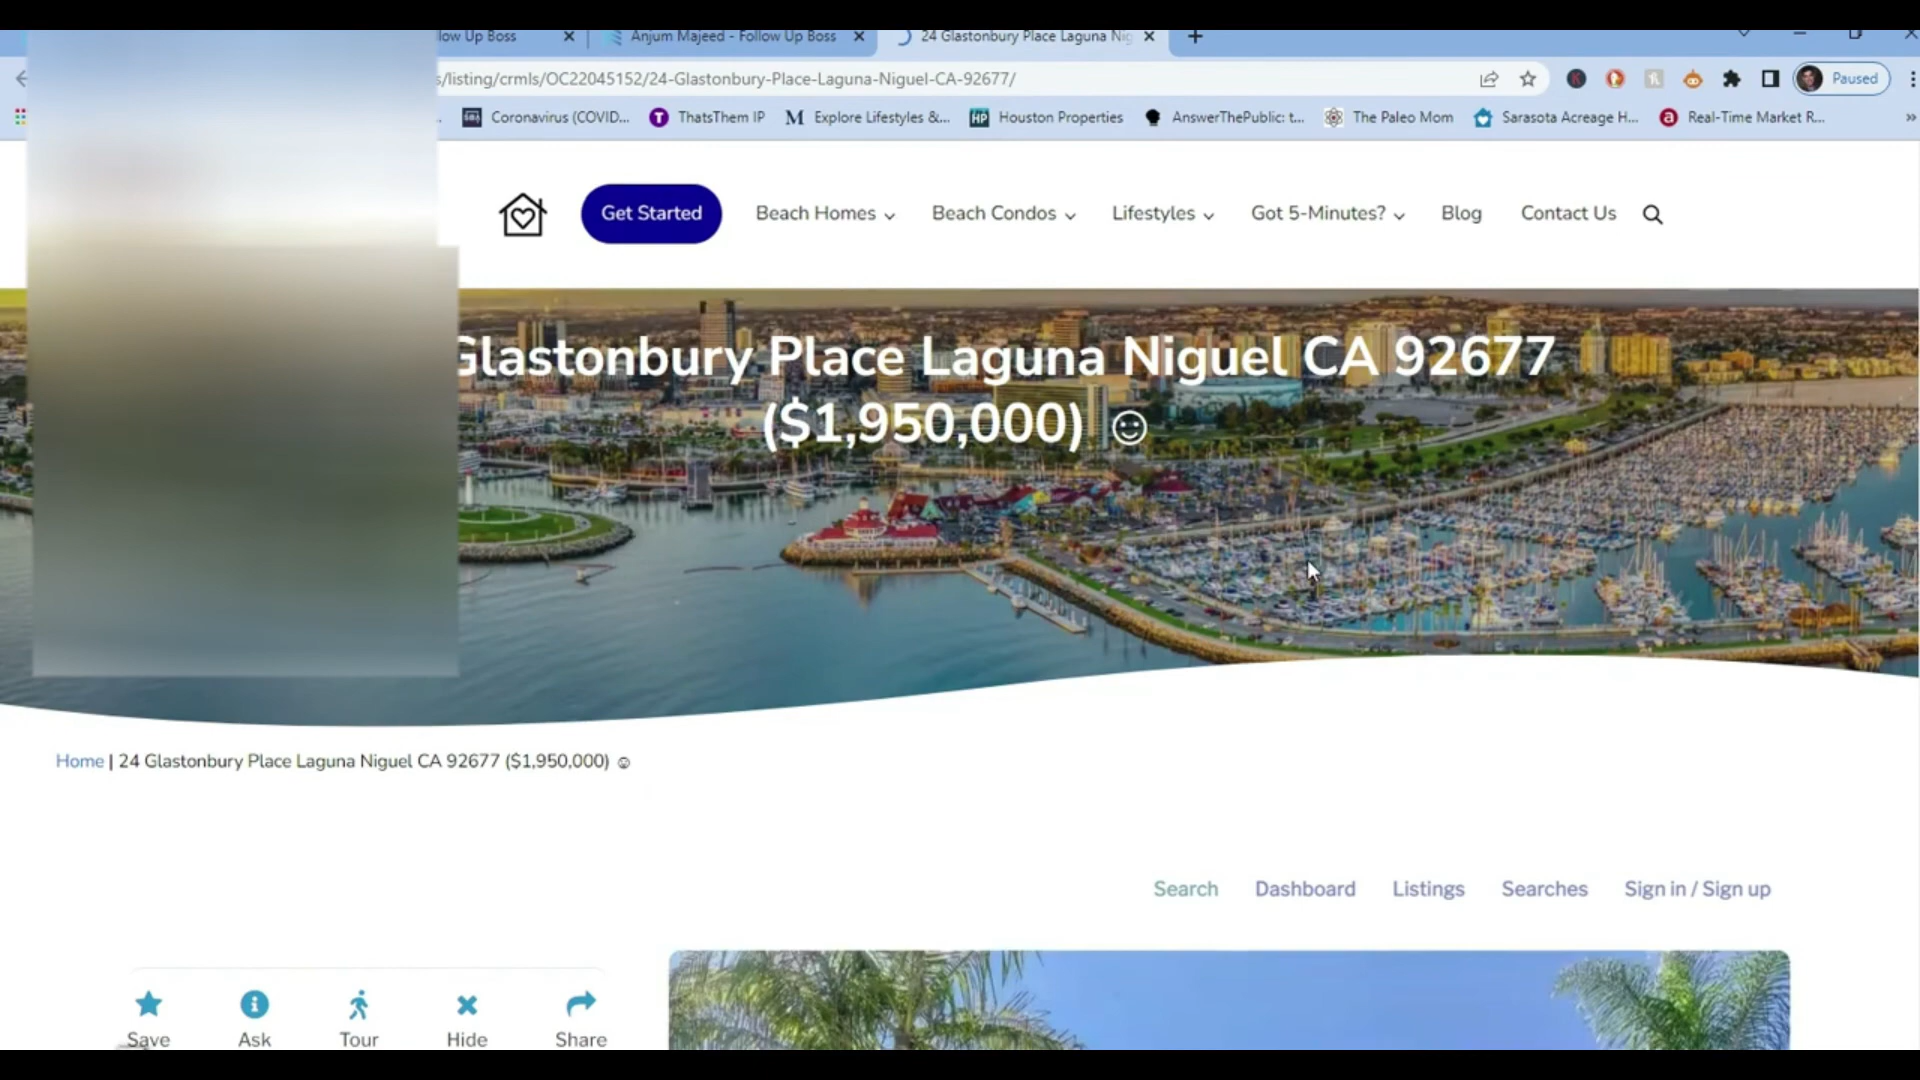 low Up Boss
Anjum Majeed - Follow Up Boss
24 Glastonbury Place Laguna Nig
s/listing/crmls/OC22045152/24-Glastonbury-Place-Laguna-Niguel-CA-92677/
Paused
Coronavirus (COVID...
ThatsThem IP
Explore Lifestyles &...
Houston Properties
AnswerThePublic: t...
The Paleo Mom
Sarasota Acreage H...
Real-Time Market R...
Get Started
Beach Homes
Beach Condos
Lifestyles
Got 5-Minutes?
Blog
Contact Us
Glastonbury Place Laguna Niguel CA 92677
($1,950,000) ☺
Home | 24 Glastonbury Place Laguna Niguel CA 92677 ($1,950,000) ☺
Search
Dashboard
Listings
Searches
Sign in / Sign up
Save
Ask
Tour
Hide
Share